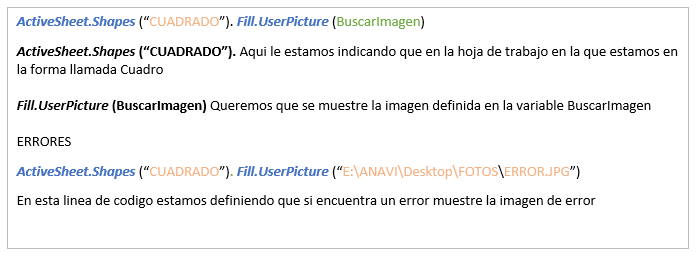 ActiveSheet.Shapes (“CUADRADO”). Fill.UserPicture (BuscarImagen)
ActiveSheet.Shapes (“CUADRADO”). Aqui le estamos indicando que en la hoja de trabajo en la que estamos en
la forma llamada Cuadro
Fill.UserPicture (BuscarImagen) Queremos que se muestre la imagen definida en la variable BuscarImagen
ERRORES
ActiveSheet.Shapes (“CUADRADO”). Fill.UserPicture (“E:\ANAVI\Desktop\FOTOS\ERROR.JPG”)
En esta linea de codigo estamos definiendo que si encuentra un error muestre la imagen de error